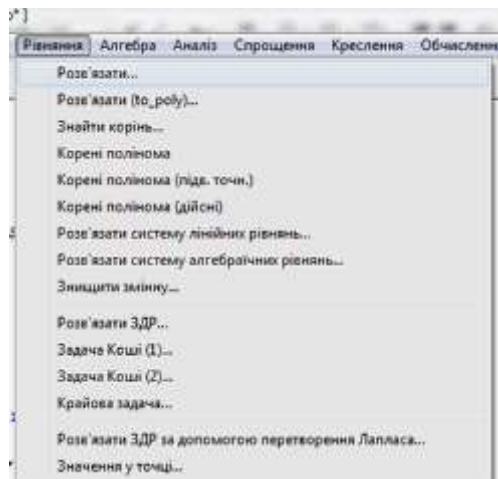 Рівняння Алгебра Аналіз Спрощення Креслення
Розв'язати...
Розв'язати (to_poly)...
Знайти корінь...
Корені полінома
Корені полінома (підв. точн.)
Корені полінома (дійсні)
Розв'язати систему лінійних рівнянь...
Розв'язати систему алгебраїчних рівнянь...
Знищити змінну...
Розв'язати ЗДР...
Задача Коші (1)...
Задача Коші (2)...
Крайова задача...
Розв'язати ЗДР за допомогою перетворення Лапласа...
Значення у точці...